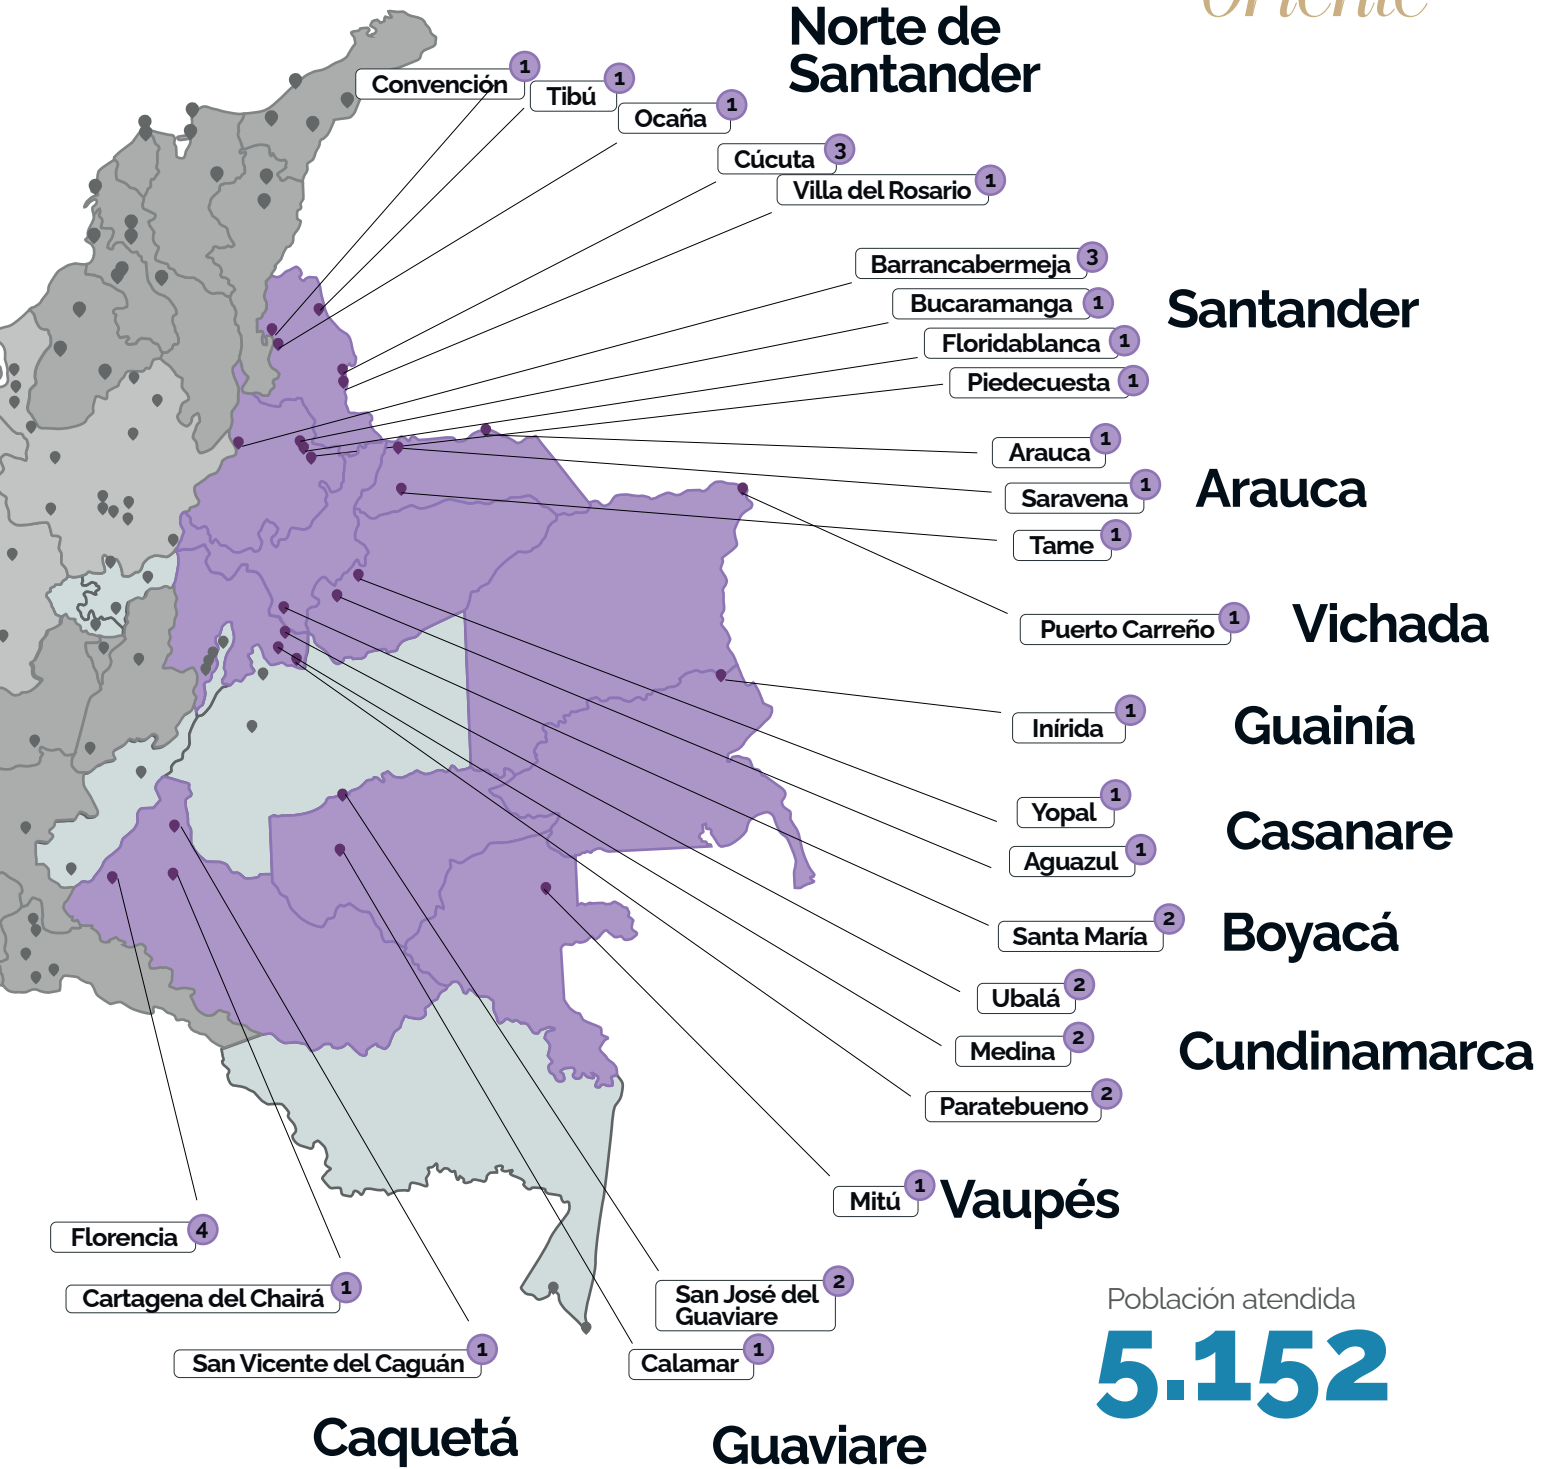 oriente
Norte de
Santander
Convención 1
Tibú 1
Ocaña 1
Cúcuta 3
Villa del Rosario 1
Barrancabermeja 3
Bucaramanga 1
Santander
Floridablanca 1
Piedecuesta 1
Arauca 1
Saravena 1
Arauca
Tame 1
Puerto Carreño 1
Vichada
Inírida 1
Guainía
Yopal 1
Casanare
Aguazul 1
Santa María 2
Boyacá
Ubalá 2
Medina 2
Cundinamarca
Paratebueno 2
Mitú 1
Vaupés
Florencia 4
Cartagena del Chairá 1
San Vicente del Caguán 1
Caquetá
San José del
Guaviare 2
Calamar 1
Guaviare
Población atendida
5.152